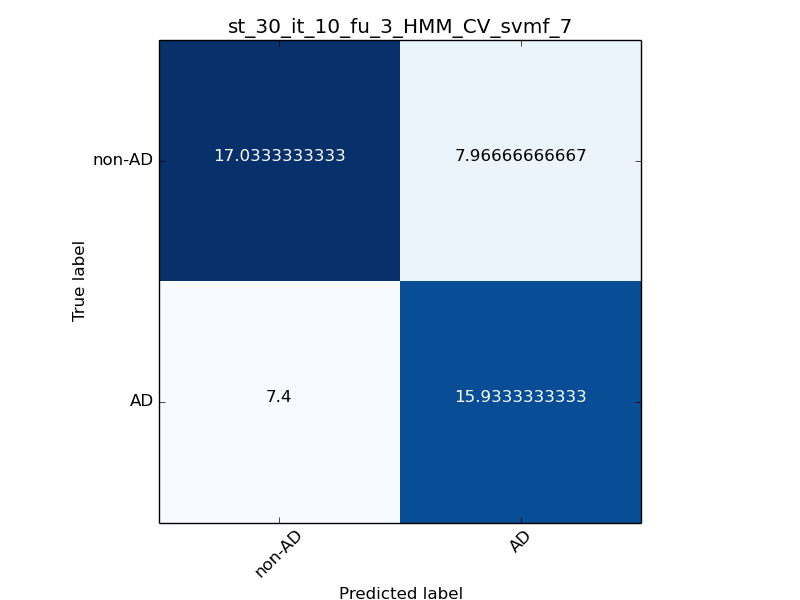 st_30_it_10_fu_3_HMM_CV_svmf_7
non-AD
17.0333333333
7.96666666667
True label
AD
7.4
15.9333333333
non-AD
AD
Predicted label